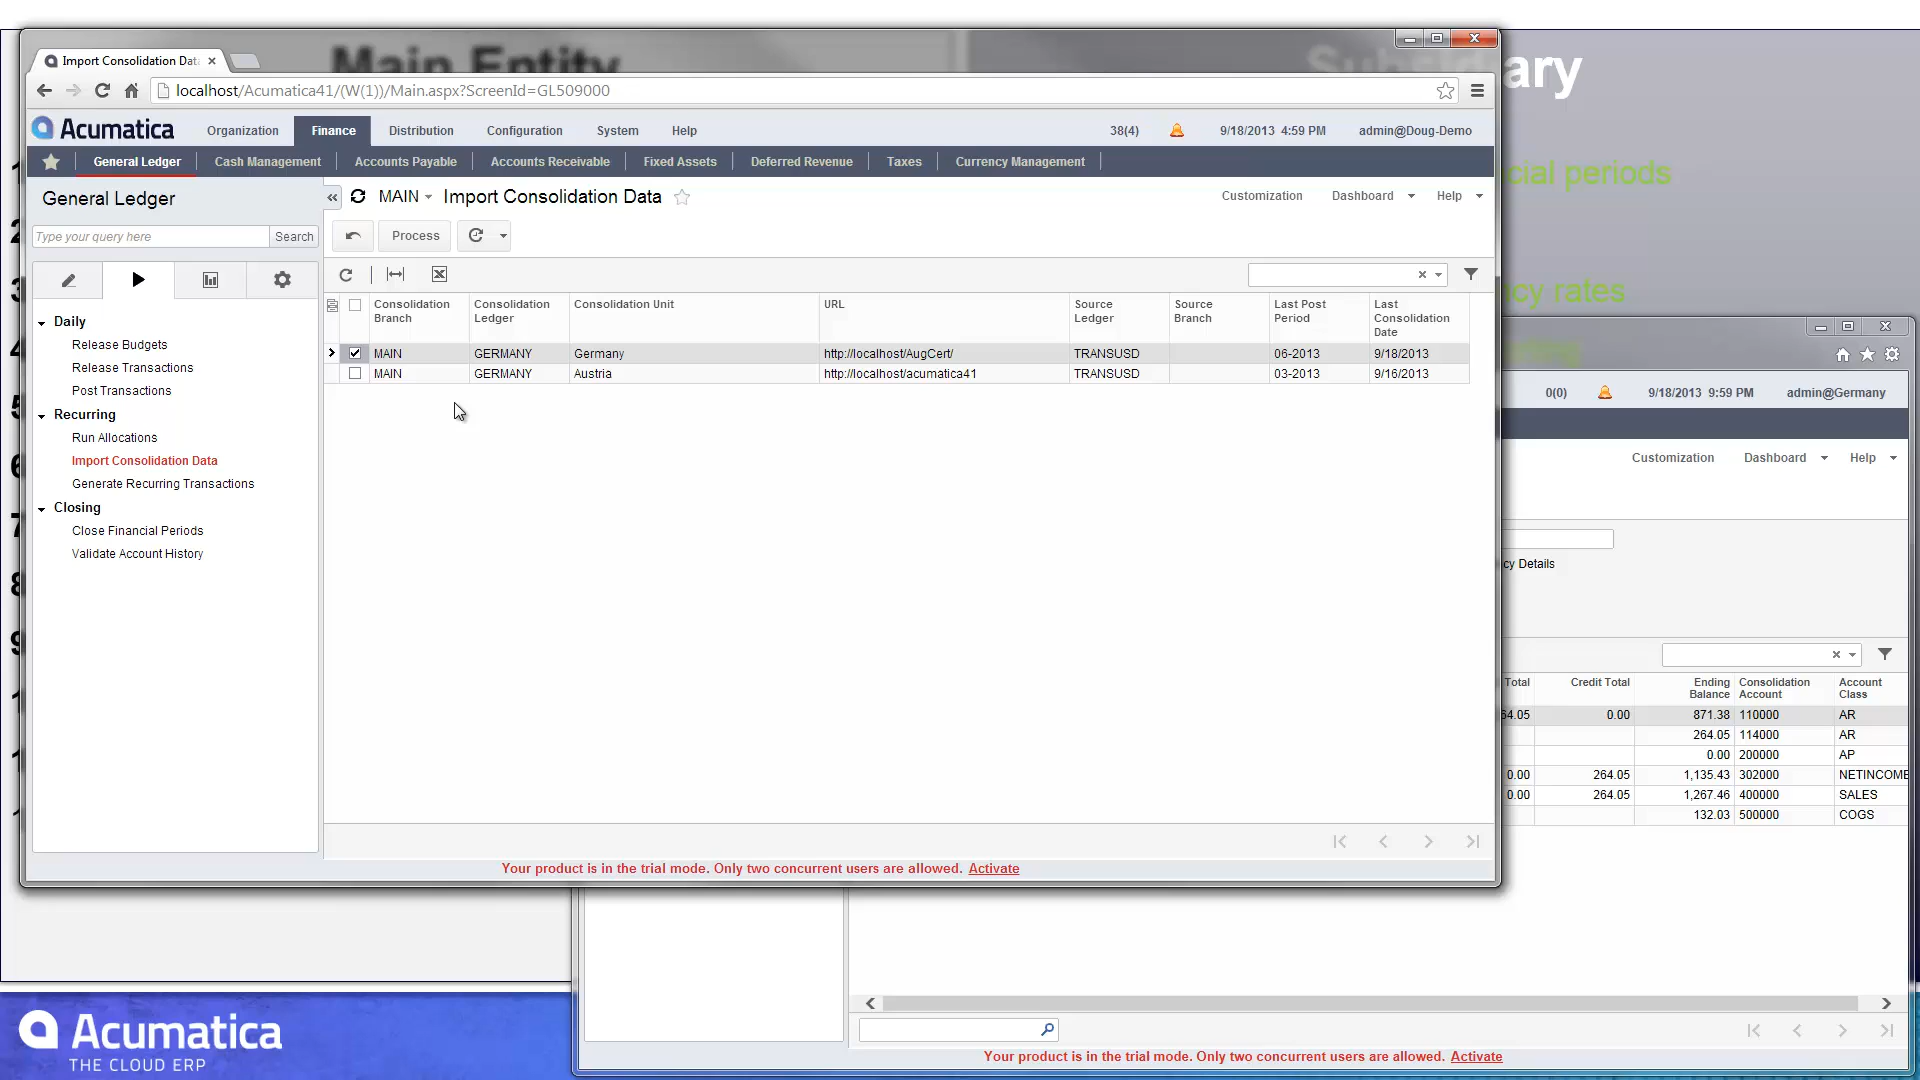 Main Entity
Subsidiary
Import Consolidation Data
localhost/Acumatica41/(W(1))/Main.aspx?ScreenId=GL509000
Acumatica
Organization
Finance
Distribution
Configuration
System
Help
38(4)
9/18/2013 4:59 PM
admin@Doug-Demo
General Ledger
Cash Management
Accounts Payable
Accounts Receivable
Fixed Assets
Deferred Revenue
Taxes
Currency Management
General Ledger
MAIN
Import Consolidation Data
Customization
Dashboard
Help
Type your query here
Search
Process
Daily
Release Budgets
Release Transactions
Post Transactions
Recurring
Run Allocations
Import Consolidation Data
Generate Recurring Transactions
Closing
Close Financial Periods
Validate Account History
Consolidation Branch
Consolidation Ledger
Consolidation Unit
URL
Source Ledger
Source Branch
Last Post Period
Last Consolidation Date
MAIN GERMANY Germany http://localhost/AugCert/ TRANSUSD 06-2013 9/18/2013
MAIN GERMANY Austria http://localhost/acumatica41 TRANSUSD 03-2013 9/16/2013
Your product is in the trial mode. Only two concurrent users are allowed. Activate
cial periods
cy rates
0(0)
9/18/2013 9:59 PM
admin@Germany
Customization
Dashboard
Help
cy Details
Total
Credit Total
Ending Balance
Consolidation Account
Account Class
64.05 0.00 871.38 110000 AR
264.05 114000 AR
0.00 200000 AP
0.00 264.05 1,135.43 302000 NETINCOME
0.00 264.05 1,267.46 400000 SALES
132.03 500000 COGS
Your product is in the trial mode. Only two concurrent users are allowed. Activate
Acumatica
THE CLOUD ERP